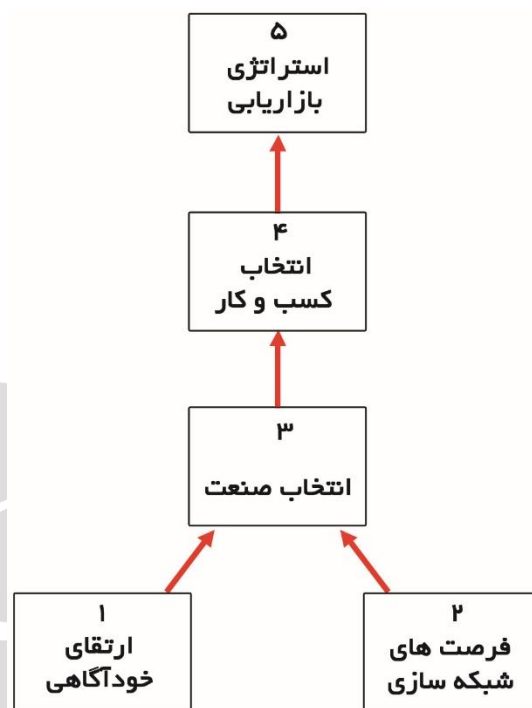 ۵
استراتژی
بازاریابی
۴
انتخاب
کسب و کار
۳
انتخاب صنعت
۱
ارتقای
خودآگاهی
۲
فرصت های
شبکه سازی